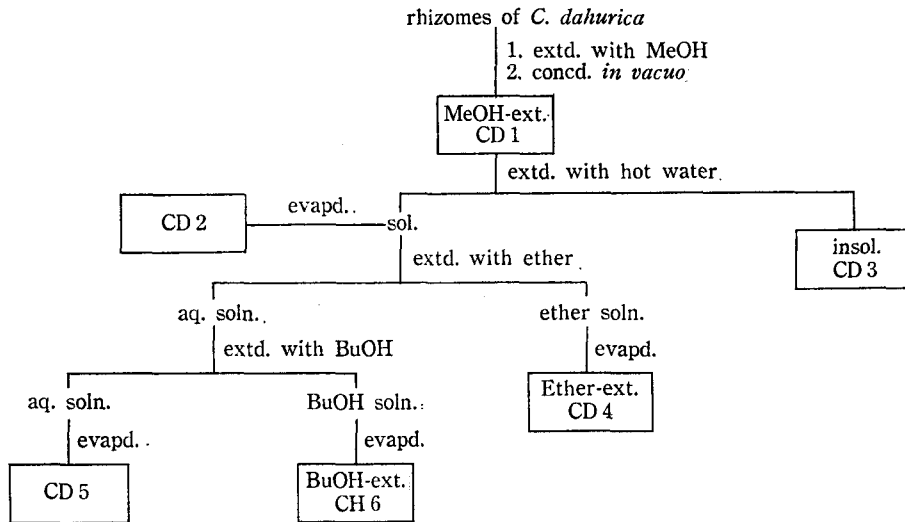 rhizomes of C. dahurica
1. extd. with MeOH
2. concd. in vacuo
MeOH-ext.
CD 1
extd. with hot water
CD 2
evapd.
sol.
insol.
CD 3
extd. with ether
aq. soln.
ether soln.
extd. with BuOH
evapd.
Ether-ext.
CD 4
aq. soln.
BuOH soln.
evapd.
evapd.
CD 5
BuOH-ext.
CH 6